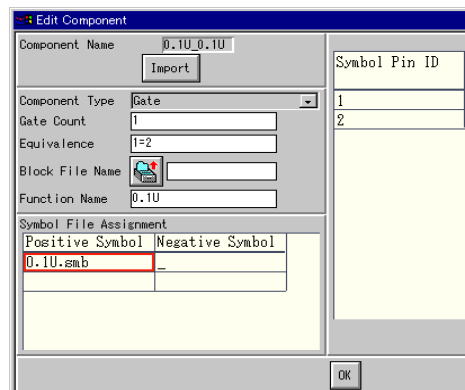 Edit Component
Component Name 0.1U_0.1U
Import
Component Type Gate
Gate Count 1
Equivalence 1=2
Block File Name
Function Name 0.1U
Symbol File Assignment
Positive Symbol Negative Symbol
0.1U.smb _
Symbol Pin ID
1
2
OK